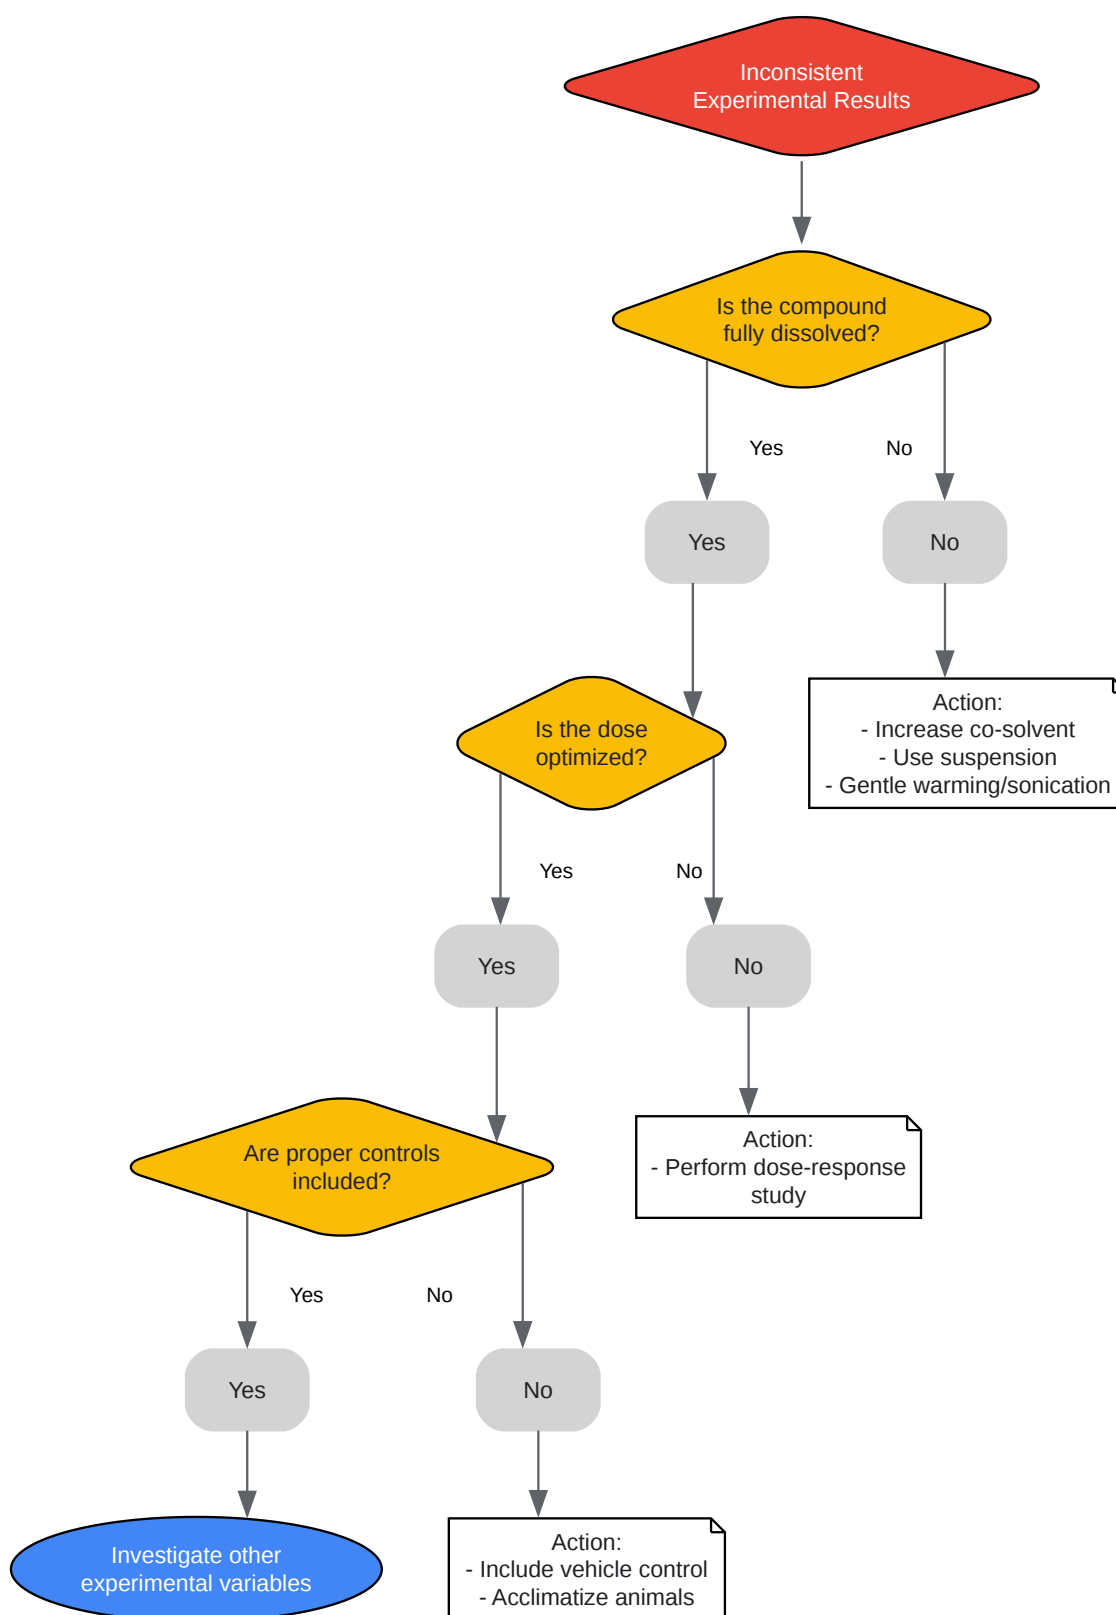 Inconsistent
Experimental Results
Is the compound
fully dissolved?
Yes
No
Yes
No
Action:
- Increase co-solvent
- Use suspension
- Gentle warming/sonication
Is the dose
optimized?
Yes
No
Yes
No
Action:
- Perform dose-response
study
Are proper controls
included?
Yes
No
Yes
No
Investigate other
experimental variables
Action:
- Include vehicle control
- Acclimatize animals